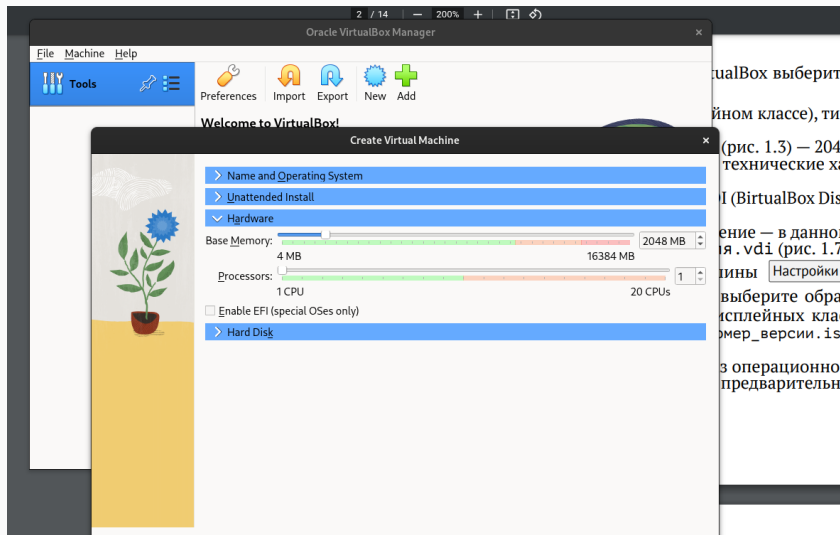 2 / 14 — 200% +
Oracle VirtualBox Manager
File Machine Help
Tools
Preferences Import Export New Add
Welcome to VirtualBox!
Create Virtual Machine
Name and Operating System
Unattended Install
Hardware
Base Memory: 2048 MB
4 MB 16384 MB
Processors: 1
1 CPU 20 CPUs
Enable EFI (special OSes only)
Hard Disk
tualBox выберит
йном классе), ти
(рис. 1.3) — 204
технические ха
I (BirtualBox Dis
ение — в данно
я.vdi (рис. 1.7
ины Настройки
выберите обра
исплейных клас
омер_версии.is
з операционно
предварительн